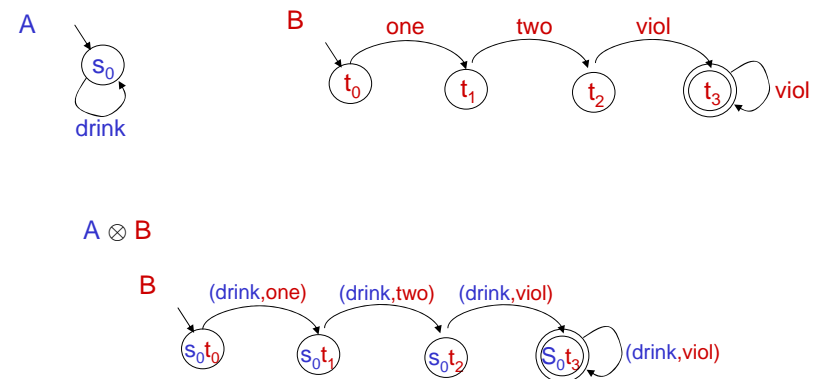 A
s0
drink
B
one two viol
t0 t1 t2 t3 viol
A ⊗ B
B
(drink,one) (drink,two) (drink,viol)
s0t0 s0t1 s0t2 S0t3 (drink,viol)